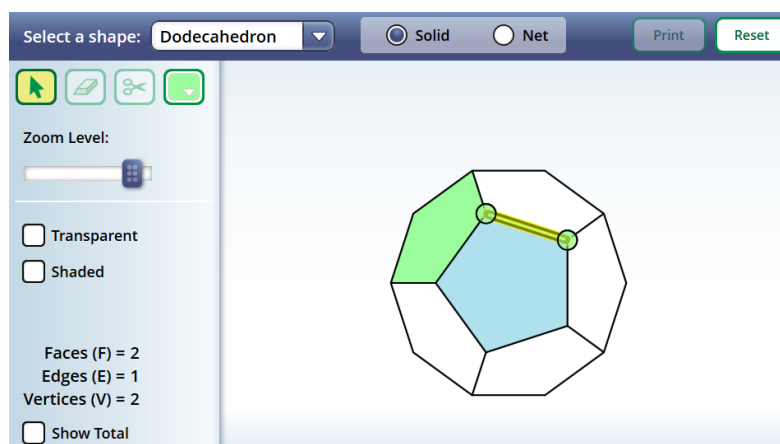 Select a shape: Dodecahedron Solid Net Print Reset
Zoom Level:
Transparent
Shaded
Faces (F) = 2
Edges (E) = 1
Vertices (V) = 2
Show Total